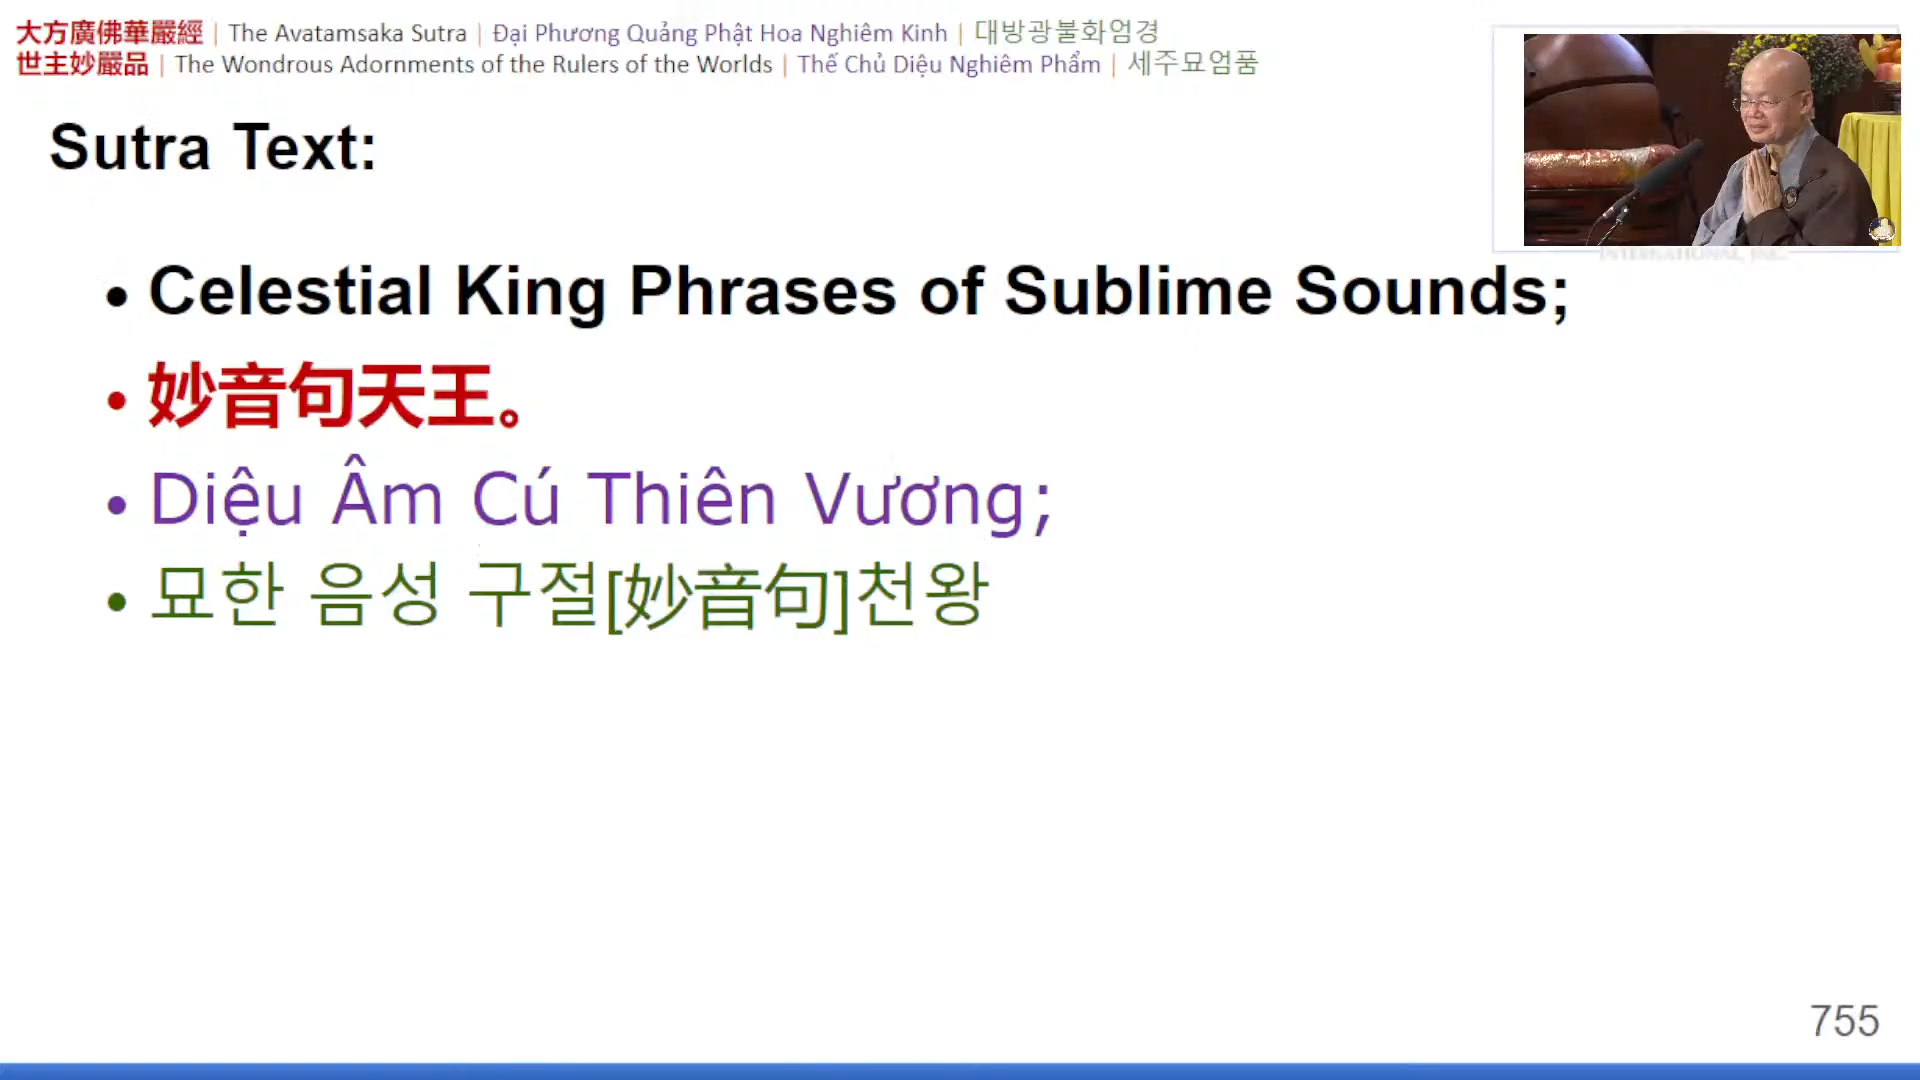 大方廣佛華嚴經 | The Avatamsaka Sutra | Đại Phương Quảng Phật Hoa Nghiêm Kinh | 대방광불화엄경
世主妙嚴品 | The Wondrous Adornments of the Rulers of the Worlds | Thế Chủ Diệu Nghiêm Phẩm | 세주묘엄품
Sutra Text:
• Celestial King Phrases of Sublime Sounds;
• 妙音句天王。
• Diệu Âm Cú Thiên Vương;
• 묘한 음성 구절[妙音句]천왕
755